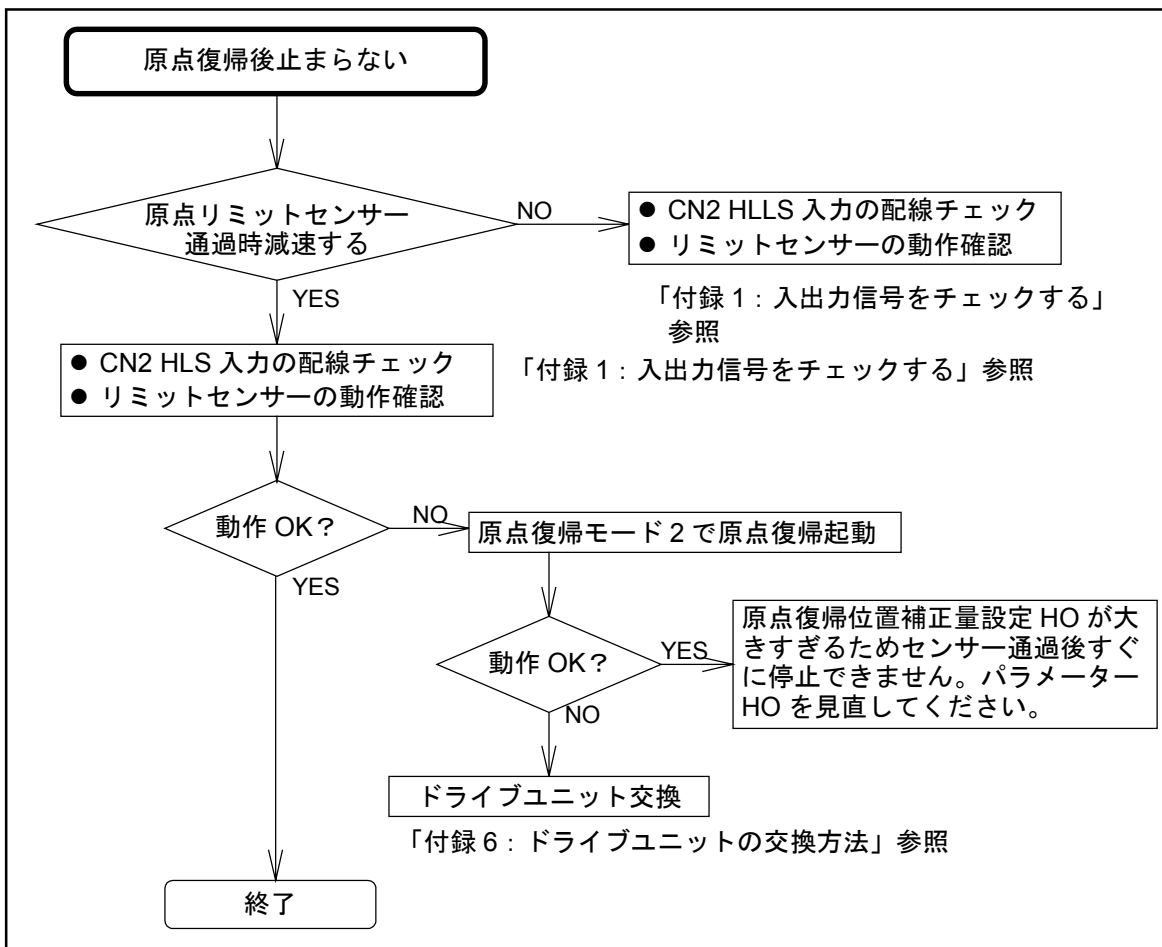 原点復帰後止まらない
原点リミットセンサー
通過時減速する
NO
● CN2 HLLS 入力の配線チェック
● リミットセンサーの動作確認
「付録 1：入出力信号をチェックする」
参照
YES
● CN2 HLS 入力の配線チェック
● リミットセンサーの動作確認
「付録 1：入出力信号をチェックする」参照
動作 OK？
NO
原点復帰モード 2 で原点復帰起動
YES
動作 OK？
YES
原点復帰位置補正量設定 HO が大
きすぎるためセンサー通過後すぐ
に停止できません。パラメーター
HO を見直してください。
NO
ドライブユニット交換
「付録 6：ドライブユニットの交換方法」参照
終了